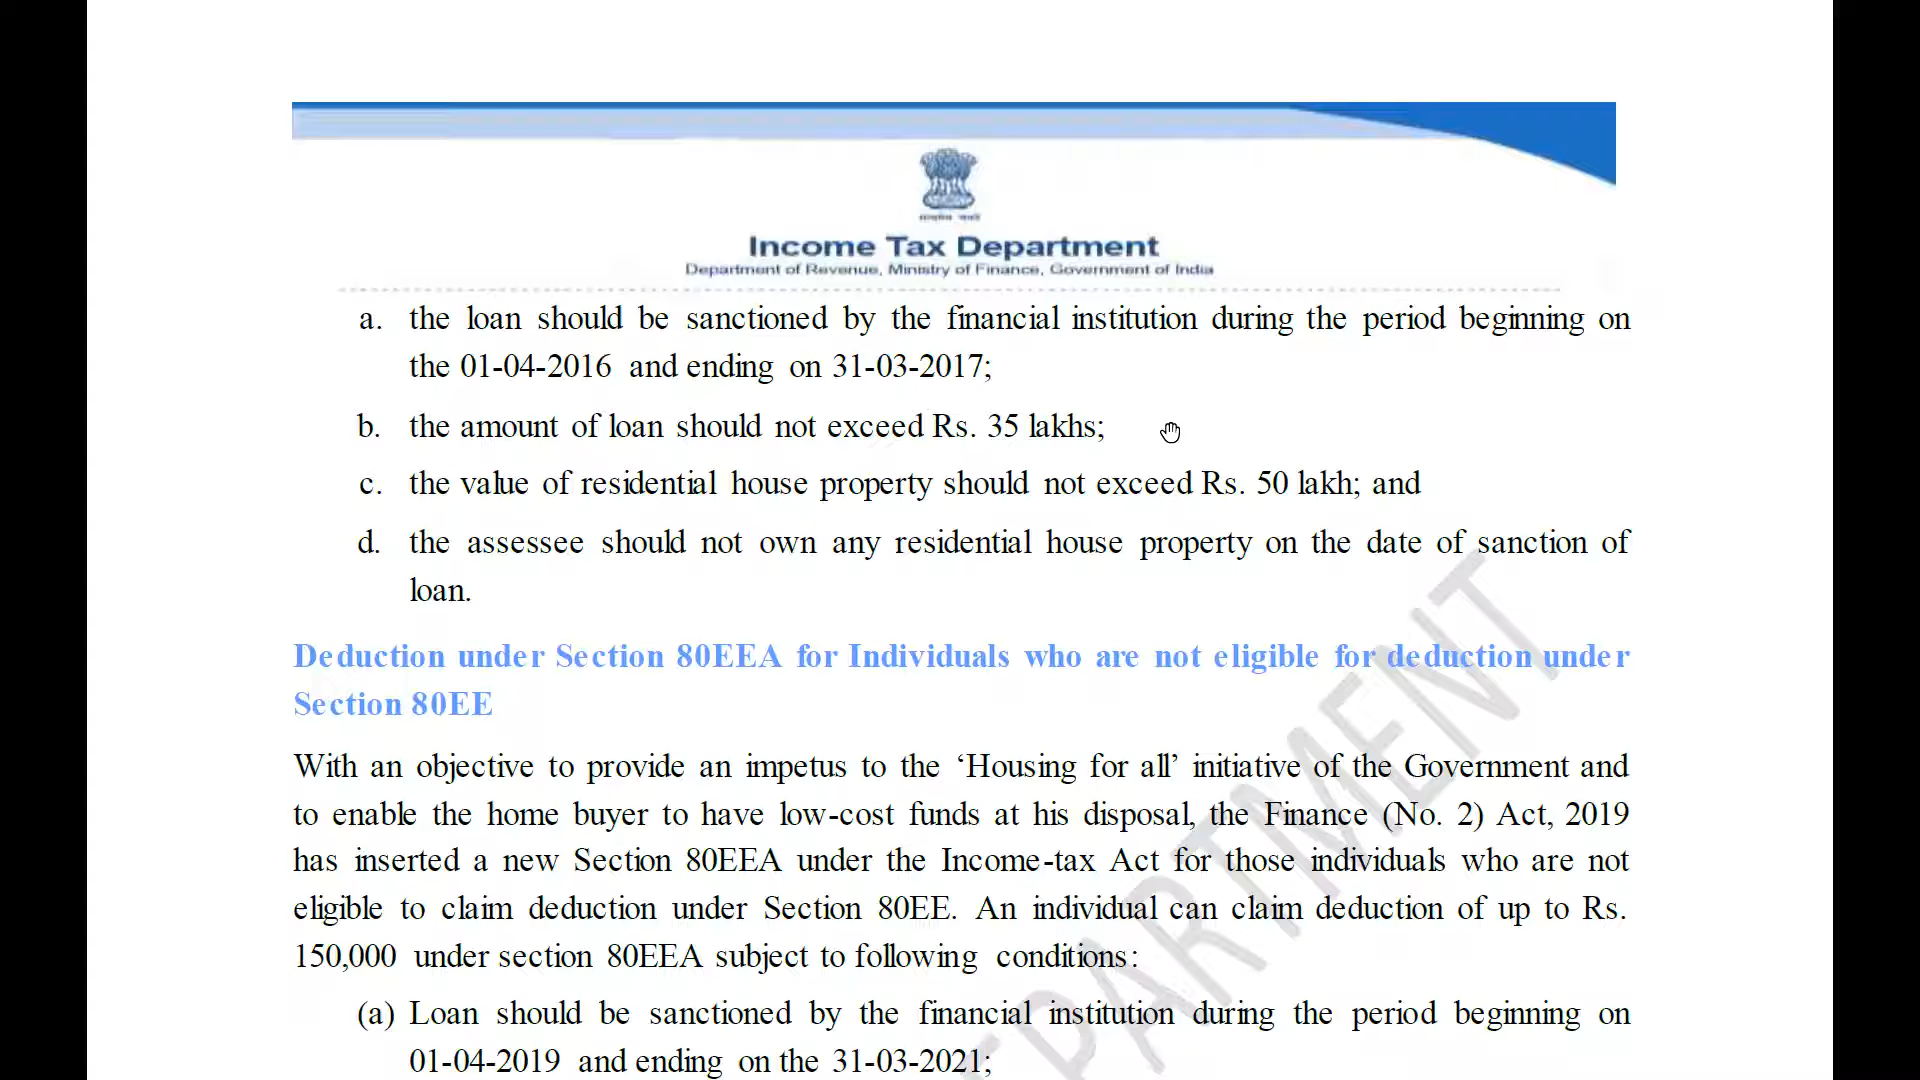 Income Tax Department
Department of Revenue, Ministry of Finance, Government of India
a. the loan should be sanctioned by the financial institution during the period beginning on
the 01-04-2016 and ending on 31-03-2017;
b. the amount of loan should not exceed Rs. 35 lakhs;
c. the value of residential house property should not exceed Rs. 50 lakh; and
d. the assessee should not own any residential house property on the date of sanction of
loan.
Deduction under Section 80EEA for Individuals who are not eligible for deduction under
Section 80EE
With an objective to provide an impetus to the ‘Housing for all’ initiative of the Government and
to enable the home buyer to have low-cost funds at his disposal, the Finance (No. 2) Act, 2019
has inserted a new Section 80EEA under the Income-tax Act for those individuals who are not
eligible to claim deduction under Section 80EE. An individual can claim deduction of up to Rs.
150,000 under section 80EEA subject to following conditions:
(a) Loan should be sanctioned by the financial institution during the period beginning on
01-04-2019 and ending on the 31-03-2021;